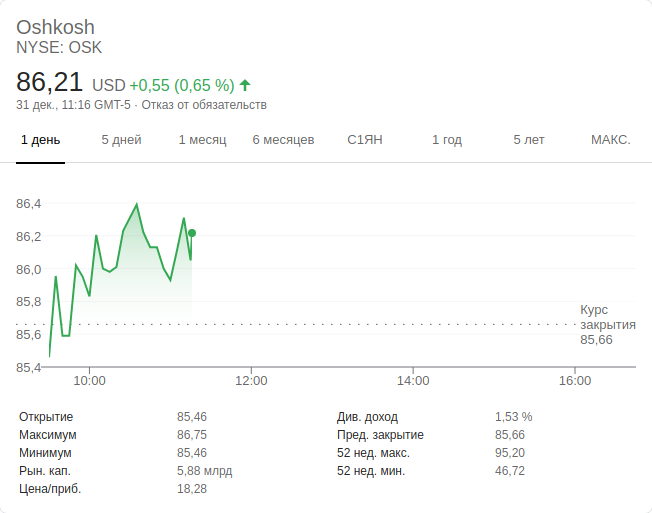 Oshkosh
NYSE: OSK
86,21 USD +0,55 (0,65 %)
31 дек., 11:16 GMT-5 · Отказ от обязательств
1 день 5 дней 1 месяц 6 месяцев С1ЯН 1 год 5 лет МАКС.
86,4
86,2
86,0
85,8
85,6
85,4
Курс
закрытия
85,66
10:00 12:00 14:00 16:00
Открытие 85,46 Див. доход 1,53 %
Максимум 86,75 Пред. закрытие 85,66
Минимум 85,46 52 нед. макс. 95,20
Рын. кап. 5,88 млрд 52 нед. мин. 46,72
Цена/приб. 18,28